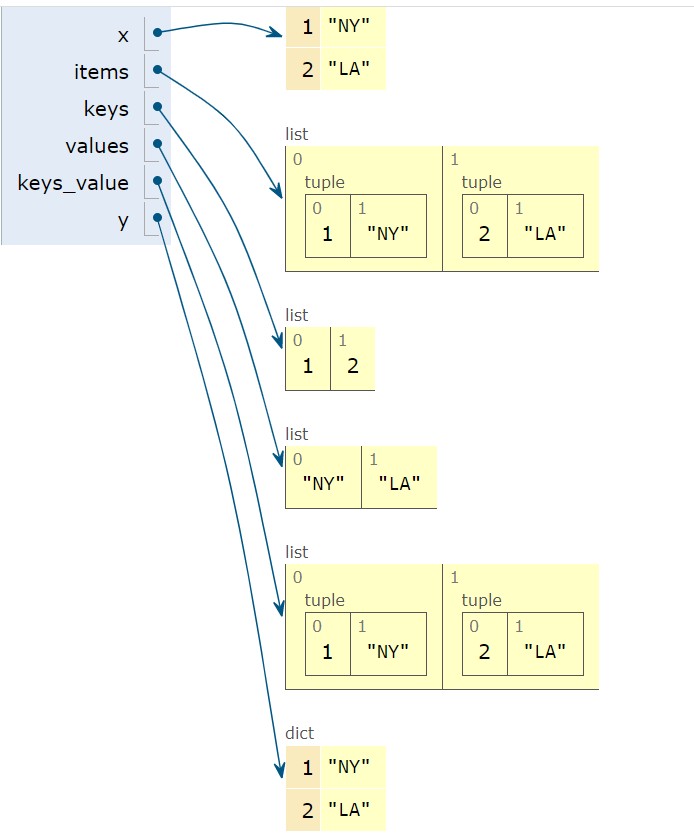 x
items
keys
values
keys_value
y
1 "NY"
2 "LA"
list
0 1
tuple tuple
0 1 0 1
1 "NY" 2 "LA"
list
0 1
1 2
list
0 1
"NY" "LA"
list
0 1
tuple tuple
0 1 0 1
1 "NY" 2 "LA"
dict
1 "NY"
2 "LA"